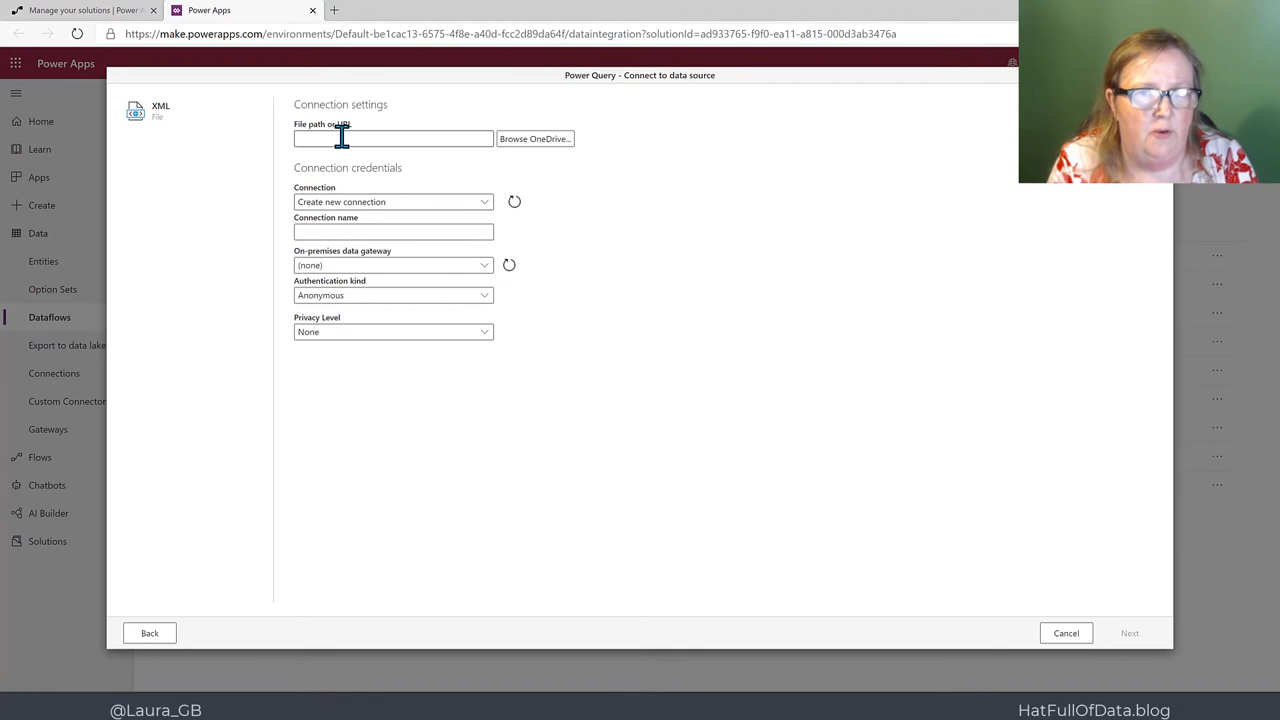 Manage your solutions | Power A
Power Apps
https://make.powerapps.com/environments/Default-be1cac13-6575-4f8e-a40d-fcc2d89da64f/dataintegration?solutionId=ad933765-f9f0-ea11-a815-000d3ab3476a
Power Apps
Power Query - Connect to data source
Home
Learn
Apps
Create
Data
Entities
Option Sets
Dataflows
Export to data lake
Connections
Custom Connector
Gateways
Flows
Chatbots
AI Builder
Solutions
XML
File
Connection settings
File path or URL
Browse OneDrive...
Connection credentials
Connection
Create new connection
Connection name
On-premises data gateway
(none)
Authentication kind
Anonymous
Privacy Level
None
Back
Cancel
Next
@Laura_GB
HatFullOfData.blog